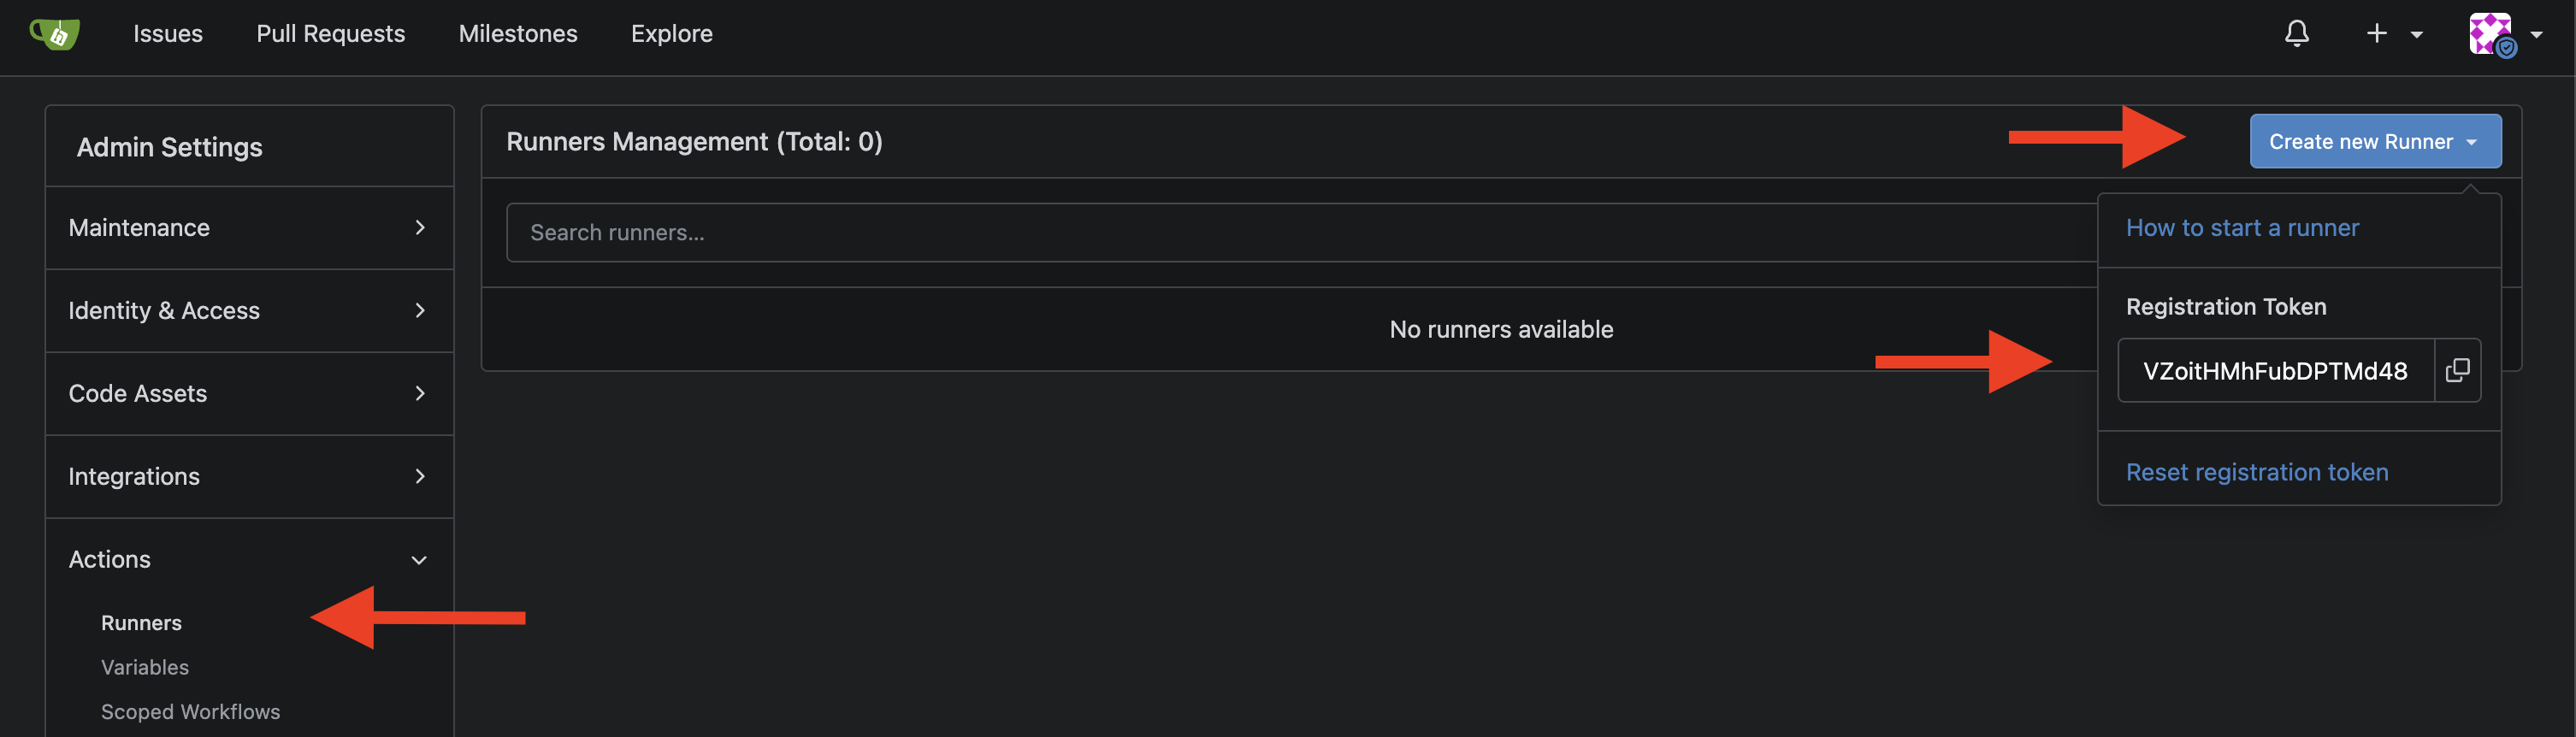 Issues Pull Requests Milestones Explore
Admin Settings
Maintenance
Identity & Access
Code Assets
Integrations
Actions
Runners
Variables
Scoped Workflows
Runners Management (Total: 0)
Create new Runner
Search runners...
No runners available
How to start a runner
Registration Token
VZoitHMhFubDPTMd48
Reset registration token